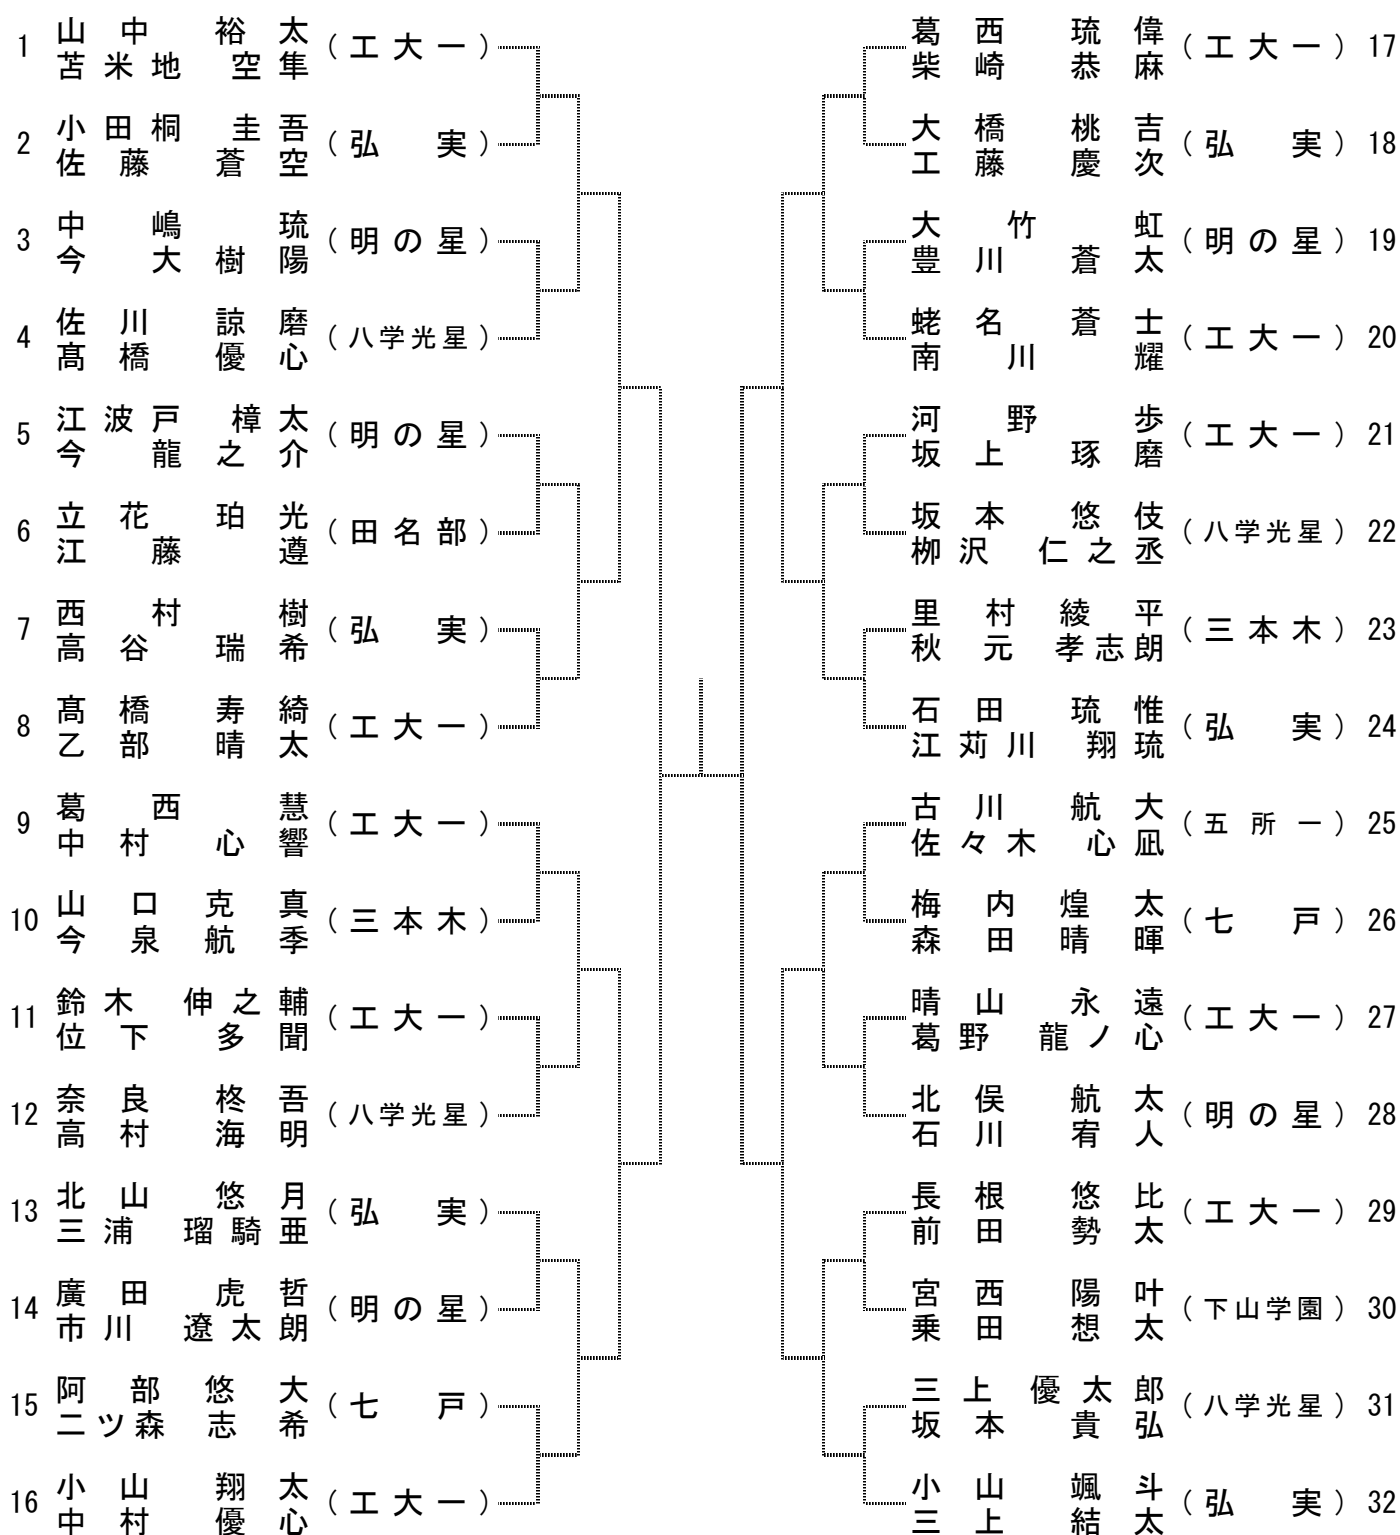 1 山中 裕太 (工大一)
苫米地 空隼
2 小田桐 圭吾 (弘実)
佐藤 蒼空
3 中嶋 琉 (明の星)
今 大樹陽
4 佐川 諒磨 (八学光星)
髙橋 優心
5 江波戸 樟太 (明の星)
今 龍之介
6 立花 珀光 (田名部)
江藤 遵
7 西村 樹 (弘実)
高谷 瑞希
8 髙橋 寿綺 (工大一)
乙部 晴太
9 葛西 慧 (工大一)
中村 心響
10 山口 克真 (三本木)
今泉 航季
11 鈴木 伸之輔 (工大一)
位下 多聞
12 奈良 柊吾 (八学光星)
高村 海明
13 北山 悠月 (弘実)
三浦 瑠騎亜
14 廣田 虎哲 (明の星)
市川 遼太朗
15 阿部 悠大 (七戸)
二ツ森 志希
16 小山 翔太 (工大一)
中村 優心
葛西 琉偉 (工大一) 17
柴崎 恭麻
大橋 桃吉 (弘実) 18
工藤 慶次
大竹 虹 (明の星) 19
豊川 蒼太
蛯名 蒼士 (工大一) 20
南川 耀
河野 歩 (工大一) 21
坂上 琢磨
坂本 悠伎 (八学光星) 22
栁沢 仁之丞
里村 綾平 (三本木) 23
秋元 孝志朗
石田 琉惟 (弘実) 24
江苅川 翔琉
古川 航大 (五所一) 25
佐々木 心凪
梅内 煌太 (七戸) 26
森田 晴暉
晴山 永遠 (工大一) 27
葛野 龍ノ心
北俣 航太 (明の星) 28
石川 宥人
長根 悠比 (工大一) 29
前田 勢太
宮西 陽叶 (下山学園) 30
乗田 想太
三上 優太郎 (八学光星) 31
坂本 貴弘
小山 颯斗 (弘実) 32
三上 結太